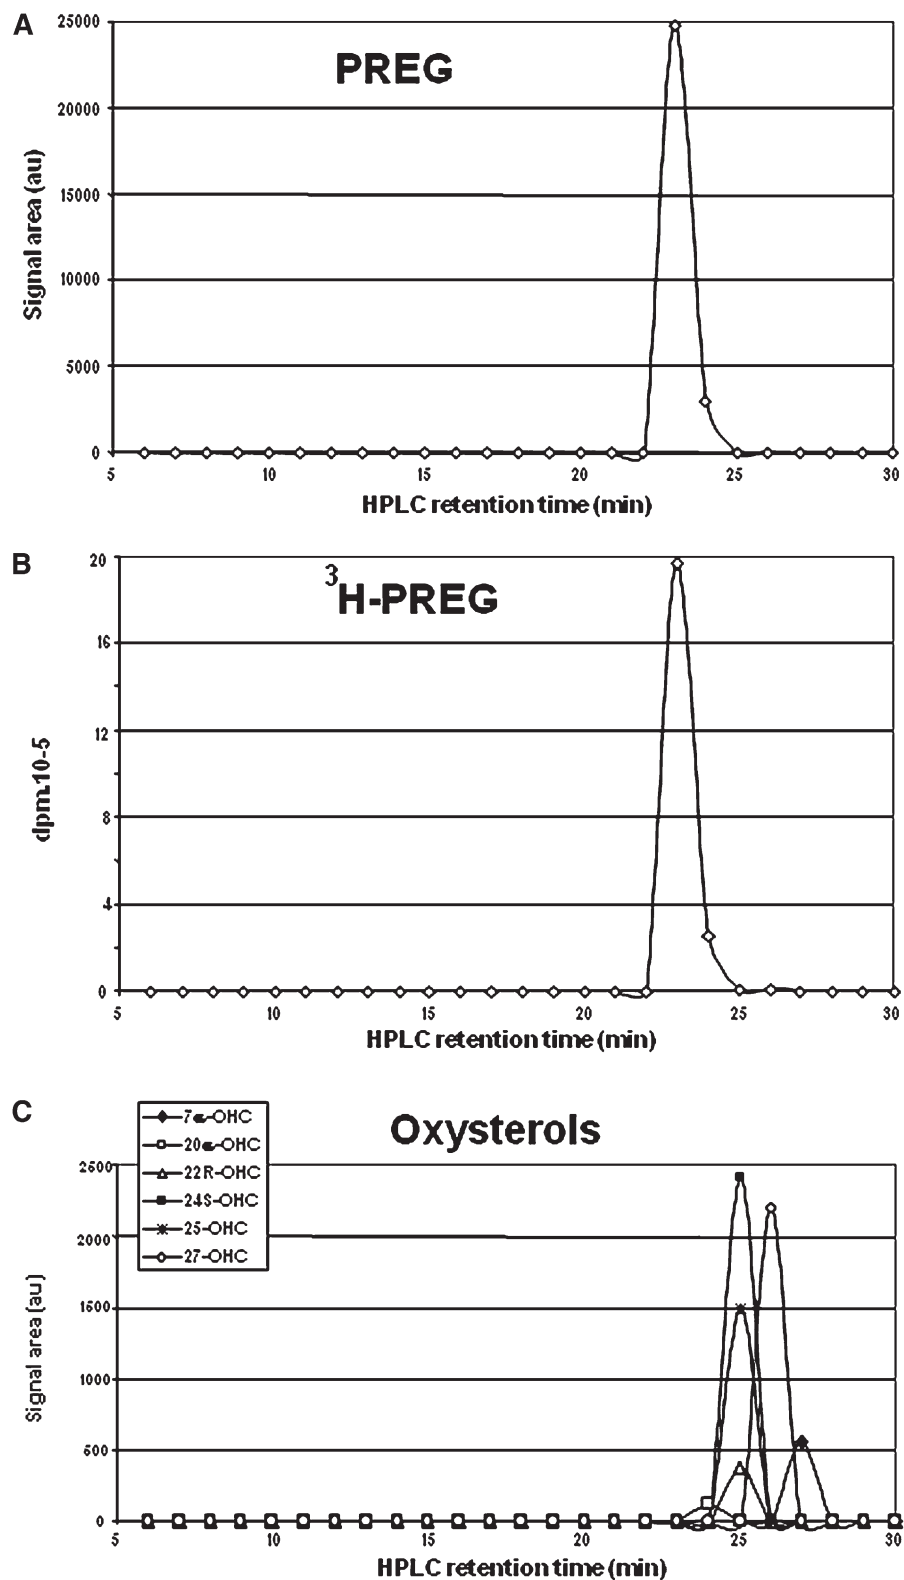 A
PREG
25000
20000
15000
10000
5000
0
Signal area (au)
5 10 15 20 25 30
HPLC retention time (min)
B
3H-PREG
20
16
12
8
4
0
dpm.10-5
5 10 15 20 25 30
HPLC retention time (min)
C
Oxysterols
7α-OHC
20α-OHC
22R-OHC
24S-OHC
25-OHC
27-OHC
2500
2000
1500
1000
500
0
Signal area (au)
5 10 15 20 25 30
HPLC retention time (min)